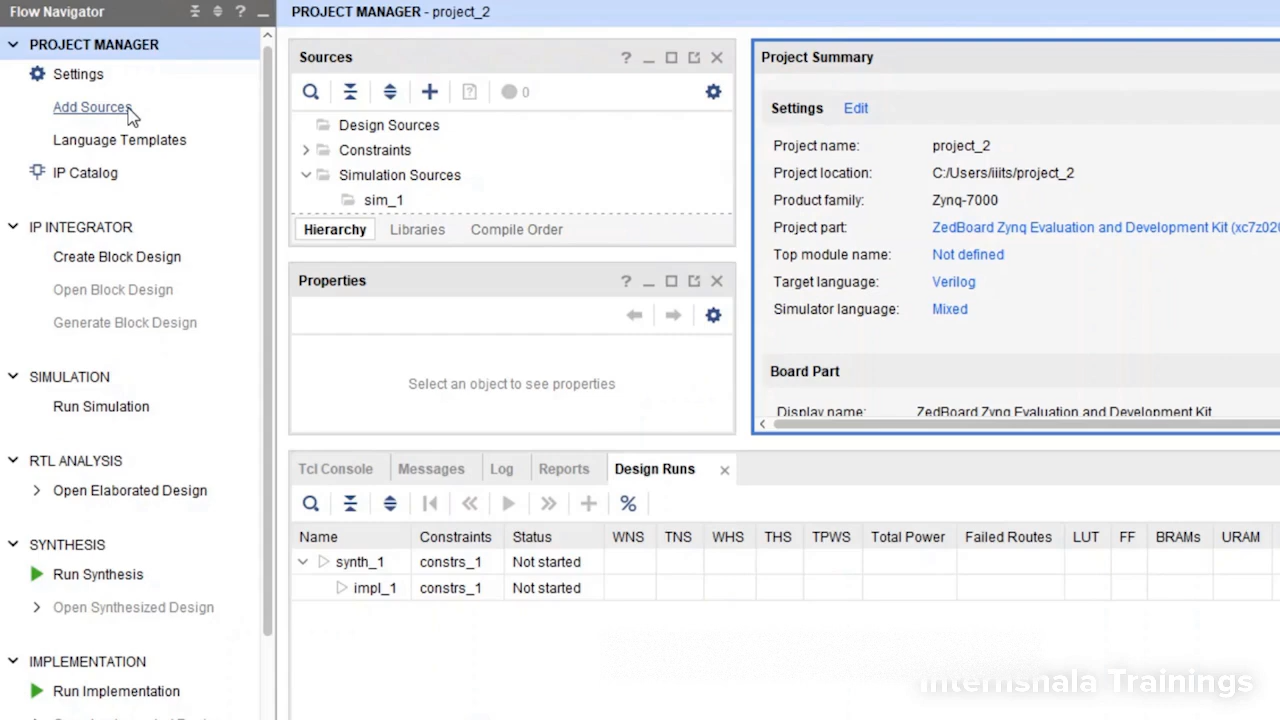 Flow Navigator
PROJECT MANAGER - project_2
PROJECT MANAGER
Settings
Add Sources
Language Templates
IP Catalog
IP INTEGRATOR
Create Block Design
Open Block Design
Generate Block Design
SIMULATION
Run Simulation
RTL ANALYSIS
Open Elaborated Design
SYNTHESIS
Run Synthesis
Open Synthesized Design
IMPLEMENTATION
Run Implementation
Sources
0
Design Sources
Constraints
Simulation Sources
sim_1
Hierarchy Libraries Compile Order
Properties
Select an object to see properties
Project Summary
Settings Edit
Project name: project_2
Project location: C:/Users/iiits/project_2
Product family: Zynq-7000
Project part: ZedBoard Zynq Evaluation and Development Kit (xc7z020
Top module name: Not defined
Target language: Verilog
Simulator language: Mixed
Board Part
Display name: ZedBoard Zynq Evaluation and Development Kit
Tcl Console Messages Log Reports Design Runs
Name Constraints Status WNS TNS WHS THS TPWS Total Power Failed Routes LUT FF BRAMs URAM
synth_1 constrs_1 Not started
impl_1 constrs_1 Not started
Internshala Trainings